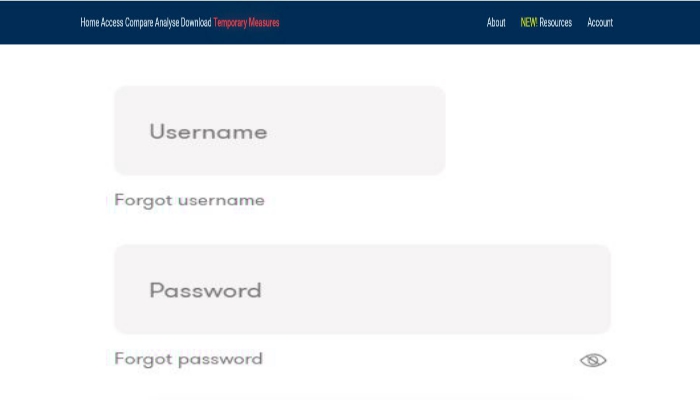 Home Access Compare Analyse Download Temporary Measures About NEW! Resources Account
Username
Forgot username
Password
Forgot password